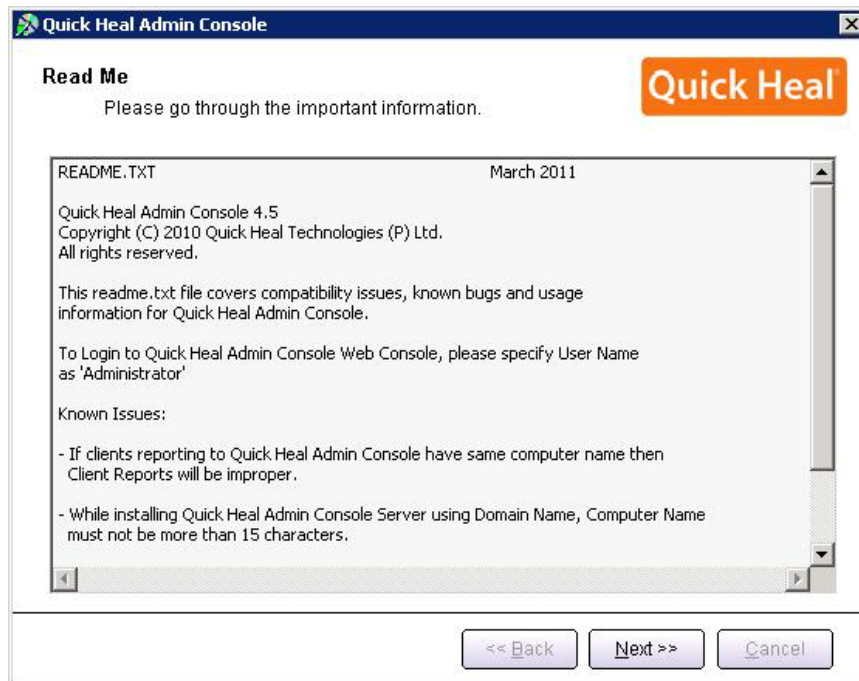 Quick Heal Admin Console
Read Me
Quick Heal
Please go through the important information.
README.TXT March 2011
Quick Heal Admin Console 4.5
Copyright (C) 2010 Quick Heal Technologies (P) Ltd.
All rights reserved.
This readme.txt file covers compatibility issues, known bugs and usage
information for Quick Heal Admin Console.
To Login to Quick Heal Admin Console Web Console, please specify User Name
as 'Administrator'
Known Issues:
- If clients reporting to Quick Heal Admin Console have same computer name then
Client Reports will be improper.
- While installing Quick Heal Admin Console Server using Domain Name, Computer Name
must not be more than 15 characters.
<< Back Next >> Cancel